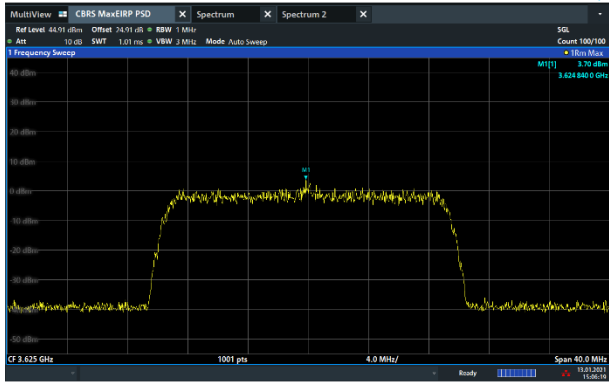 MultiView CBRS MaxEIRP PSD X Spectrum X Spectrum 2 X
Ref Level 44.91 dBm Offset 24.91 dB RBW 1 MHz SGL
Att 10 dB SWT 1.01 ms VBW 3 MHz Mode Auto Sweep Count 100/100
1 Frequency Sweep 1Rm Max
M1[1] 3.70 dBm
3.624 840 0 GHz
40 dBm
30 dBm
20 dBm
10 dBm
M1
0 dBm
-10 dBm
-20 dBm
-30 dBm
-40 dBm
-50 dBm
CF 3.625 GHz 1001 pts 4.0 MHz/ Span 40.0 MHz
Ready 13.01.2021
15:06:19